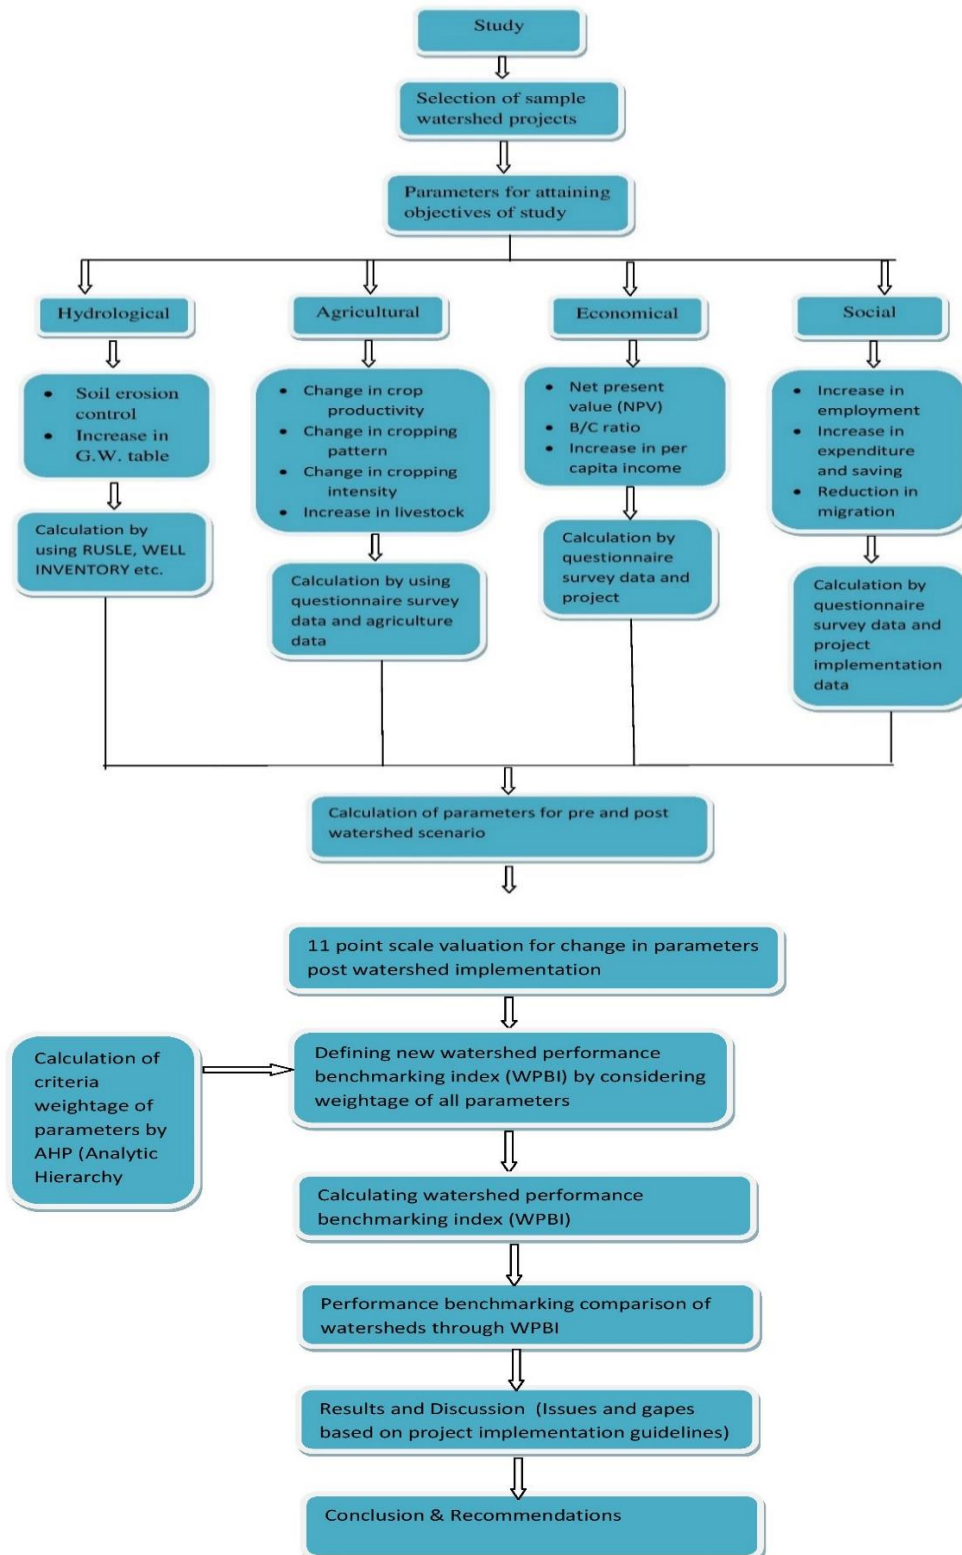 Study
Selection of sample
watershed projects
Parameters for attaining
objectives of study
Hydrological
Agricultural
Economical
Social
• Soil erosion
control
• Increase in
G.W. table
• Change in crop
productivity
• Change in cropping
pattern
• Change in cropping
intensity
• Increase in livestock
• Net present
value (NPV)
• B/C ratio
• Increase in per
capita income
• Increase in
employment
• Increase in
expenditure
and saving
• Reduction in
migration
Calculation by
using RUSLE, WELL
INVENTORY etc.
Calculation by using
questionnaire survey
data and agriculture
data
Calculation by
questionnaire
survey data and
project
Calculation by
questionnaire
survey data and
project
implementation
data
Calculation of parameters for pre and post
watershed scenario
11 point scale valuation for change in parameters
post watershed implementation
Calculation of
criteria
weightage of
parameters by
AHP (Analytic
Hierarchy
Defining new watershed performance
benchmarking index (WPBI) by considering
weightage of all parameters
Calculating watershed performance
benchmarking index (WPBI)
Performance benchmarking comparison of
watersheds through WPBI
Results and Discussion (Issues and gapes
based on project implementation guidelines)
Conclusion & Recommendations